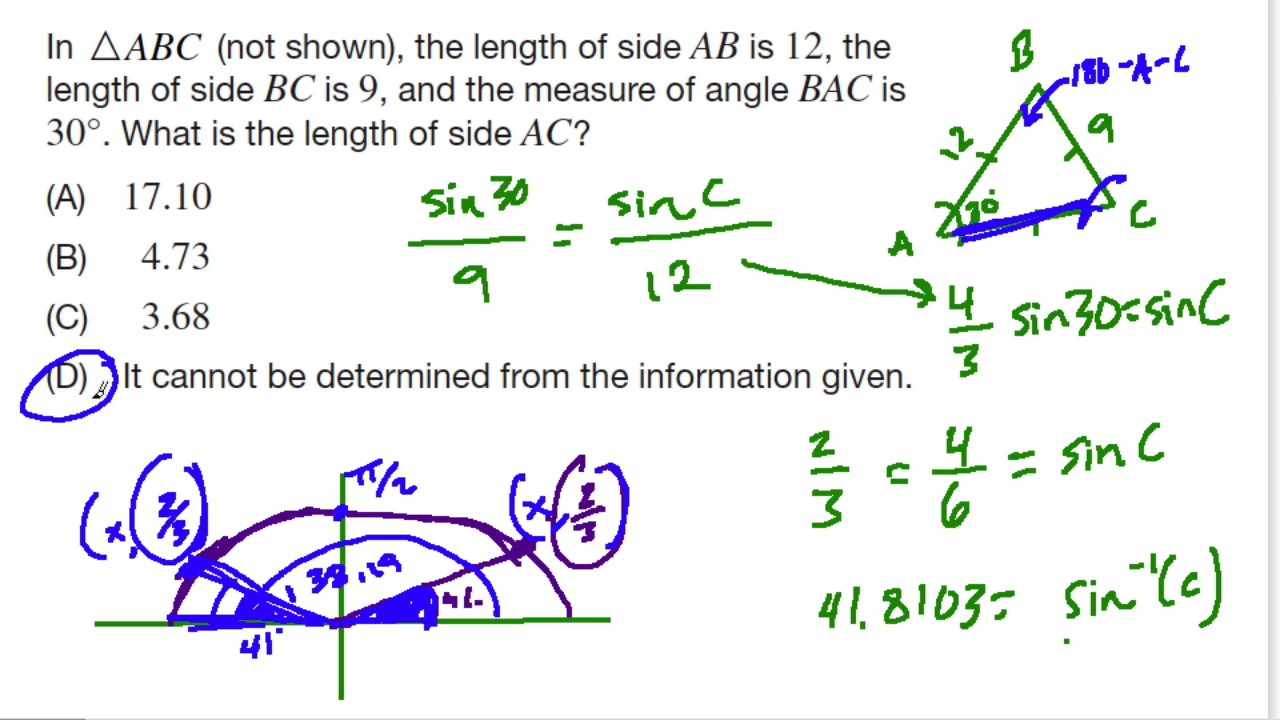 In △ABC (not shown), the length of side AB is 12, the
length of side BC is 9, and the measure of angle BAC is
30°. What is the length of side AC?
(A) 17.10
(B) 4.73
(C) 3.68
(D) It cannot be determined from the information given.
sin 30 / 9 = sin C / 12
B
180 - A - C
12
9
30°
A
C
4/3 sin30 = sin C
2/3 = 4/6 = sin C
41.8103 = sin⁻¹(c)
π/2
(x, 2/3)
(x, 2/3)
138.19
41.
41°